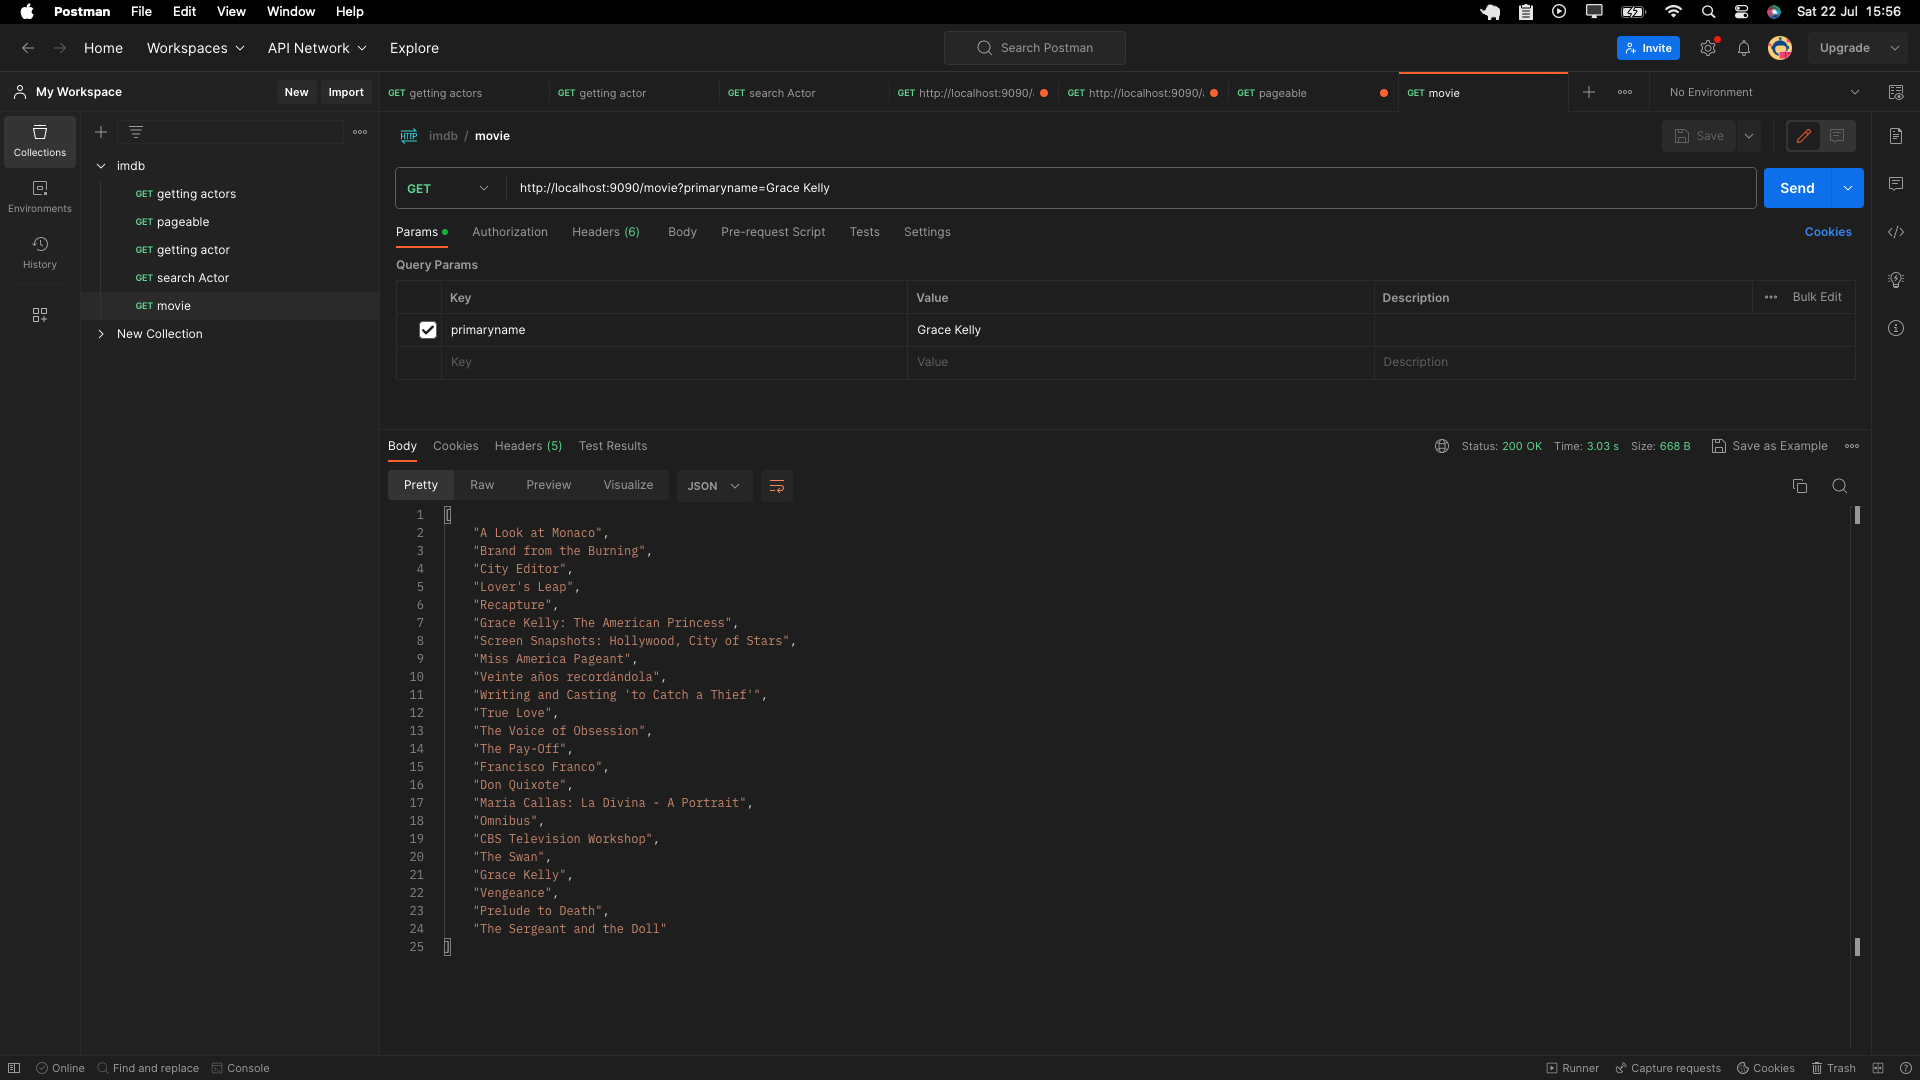 Postman File Edit View Window Help Sat 22 Jul 15:56
Home Workspaces API Network Explore Search Postman Invite Upgrade
My Workspace New Import GET getting actors GET getting actor GET search Actor GET http://localhost:9090/ GET http://localhost:9090/ GET pageable GET movie No Environment
Collections
Environments
History
imdb
GET getting actors
GET pageable
GET getting actor
GET search Actor
GET movie
New Collection
HTTP imdb / movie Save
GET http://localhost:9090/movie?primaryname=Grace Kelly Send
Params Authorization Headers (6) Body Pre-request Script Tests Settings Cookies
Query Params
Key Value Description Bulk Edit
primaryname Grace Kelly
Key Value Description
Body Cookies Headers (5) Test Results Status: 200 OK Time: 3.03 s Size: 668 B Save as Example
Pretty Raw Preview Visualize JSON
1 [
2 "A Look at Monaco",
3 "Brand from the Burning",
4 "City Editor",
5 "Lover's Leap",
6 "Recapture",
7 "Grace Kelly: The American Princess",
8 "Screen Snapshots: Hollywood, City of Stars",
9 "Miss America Pageant",
10 "Veinte años recordándola",
11 "Writing and Casting 'to Catch a Thief'",
12 "True Love",
13 "The Voice of Obsession",
14 "The Pay-Off",
15 "Francisco Franco",
16 "Don Quixote",
17 "Maria Callas: La Divina - A Portrait",
18 "Omnibus",
19 "CBS Television Workshop",
20 "The Swan",
21 "Grace Kelly",
22 "Vengeance",
23 "Prelude to Death",
24 "The Sergeant and the Doll"
25 ]
Online Find and replace Console Runner Capture requests Cookies Trash